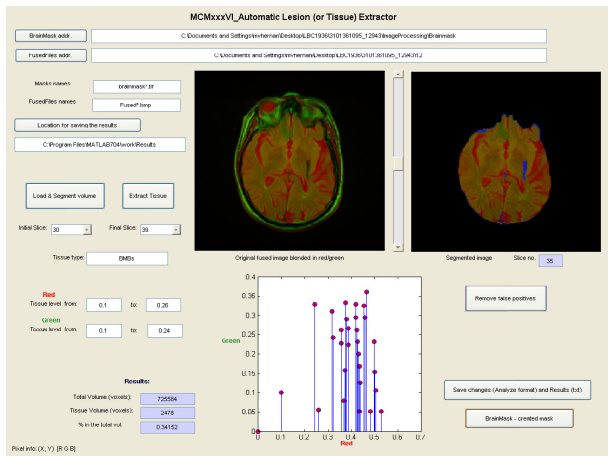 MCMxxxVI_Automatic Lesion (or Tissue) Extractor
BrainMask addr.
C:\Documents and Settings\mvhernan\Desktop\LBC1936\3101361095_12943\ImageProcessing\Brainmask
FusedFiles addr.
C:\Documents and Settings\mvhernan\Desktop\LBC1936\3101361095_12943\T2
Masks names
brainmask*.tif
FusedFiles names
Fused*.bmp
Location for saving the results
C:\Program Files\MATLAB704\work\Results
Load & Segment volume
Extract Tissue
Initial Slice: 30
Final Slice: 39
Tissue type: BMBs
Original fused image blended in red/green
Segmented image
Slice no. 35
Red
Tissue level from: 0.1 to: 0.26
Green
Tissue level from: 0.1 to: 0.24
Remove false positives
0.4
0.35
0.3
0.25
0.2
0.15
0.1
0.05
0
Green
0 0.1 0.2 0.3 0.4 0.5 0.6 0.7
Red
Results:
Total Volume (voxels): 725584
Tissue Volume (voxels): 2478
% in the total vol. 0.34152
Save changes (Analyze format) and Results (txt)
BrainMask - created mask
Pixel info: (X, Y) [R G B]